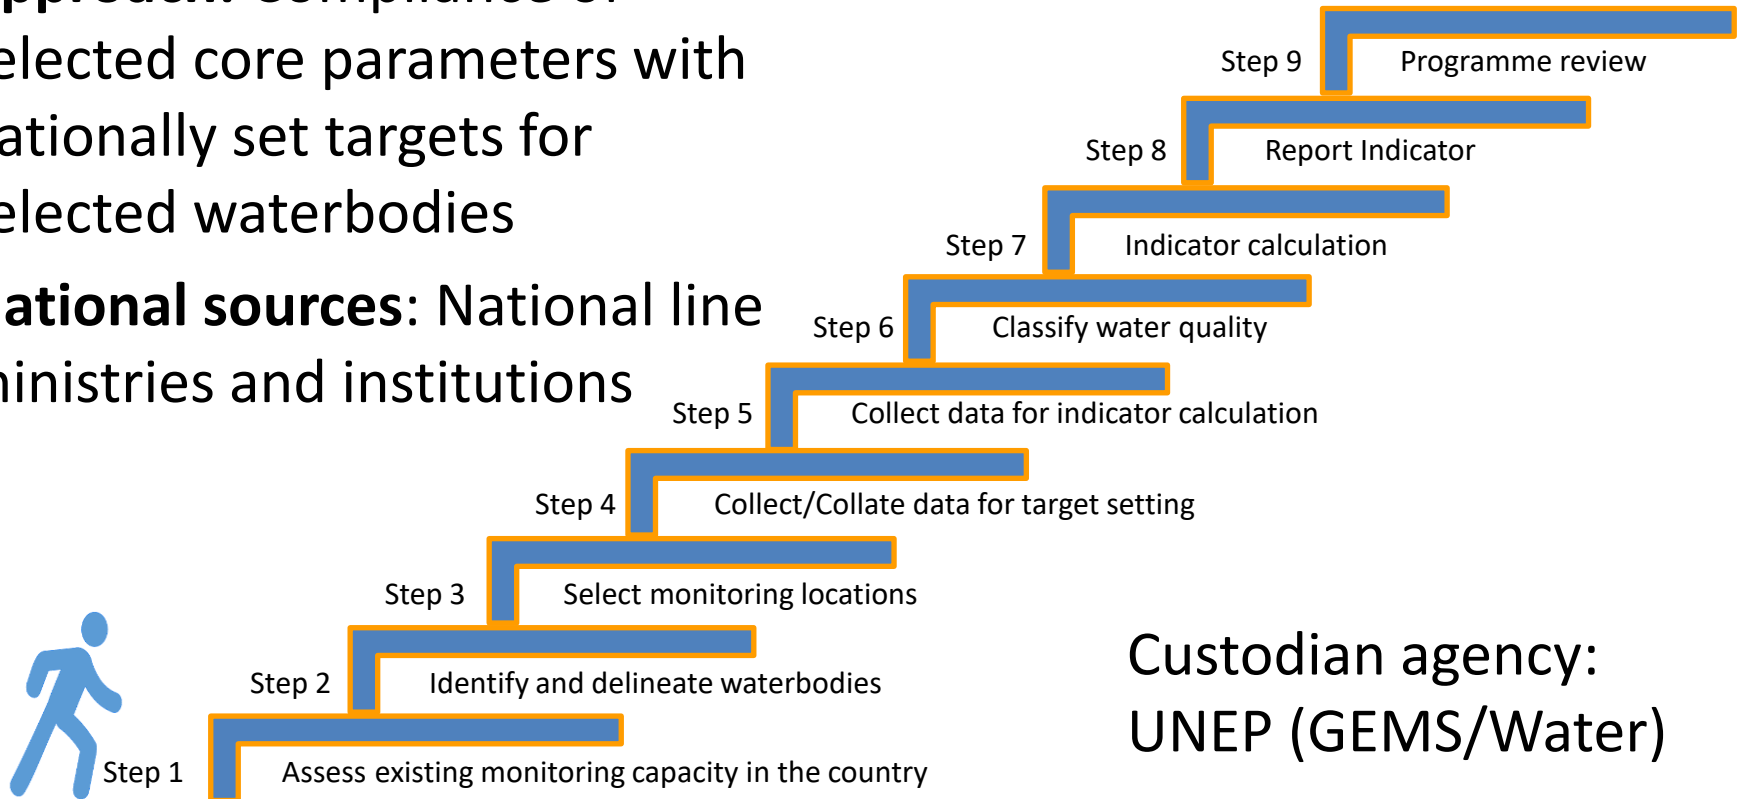 pproach: Compliance of
elected core parameters with
ationally set targets for
elected waterbodies
ational sources: National line
inistries and institutions
Step 9 Programme review
Step 8 Report Indicator
Step 7 Indicator calculation
Step 6 Classify water quality
Step 5 Collect data for indicator calculation
Step 4 Collect/Collate data for target setting
Step 3 Select monitoring locations
Step 2 Identify and delineate waterbodies
Step 1 Assess existing monitoring capacity in the country
Custodian agency:
UNEP (GEMS/Water)